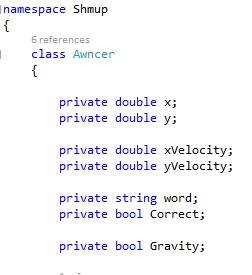 namespace Shmup
{
6 references
class Awncer
{
private double x;
private double y;
private double xVelocity;
private double yVelocity;
private string word;
private bool Correct;
private bool Gravity;